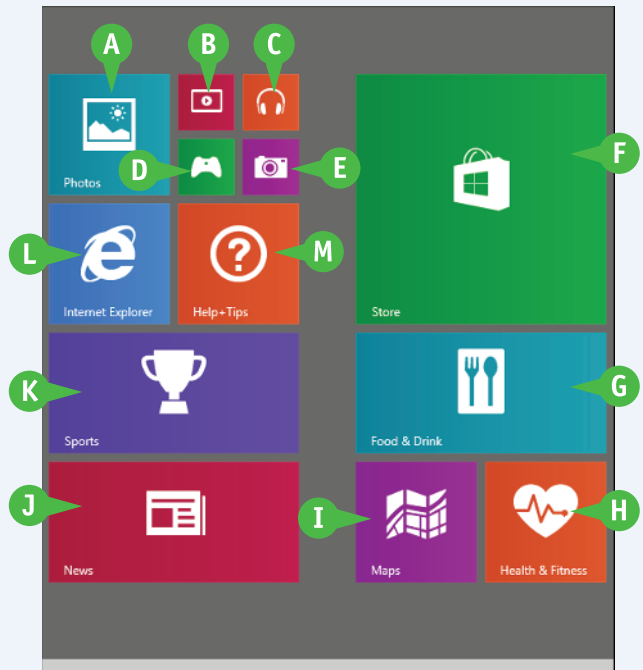 A
B
C
D
E
F
Photos
L
M
Internet Explorer
Help+Tips
Store
K
G
Sports
Food & Drink
J
I
H
News
Maps
Health & Fitness